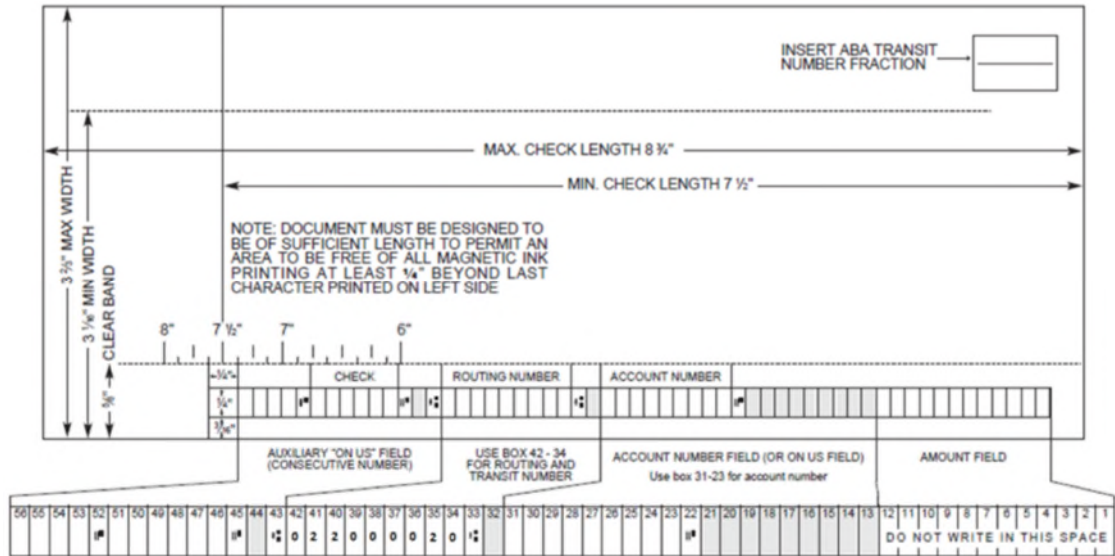 INSERT ABA TRANSIT
NUMBER FRACTION
MAX. CHECK LENGTH 8 ¾"
MIN. CHECK LENGTH 7 ½"
3 ⅔" MAX WIDTH
3 ¹⁄₁₆" MIN WIDTH
CLEAR BAND
NOTE: DOCUMENT MUST BE DESIGNED TO
BE OF SUFFICIENT LENGTH TO PERMIT AN
AREA TO BE FREE OF ALL MAGNETIC INK
PRINTING AT LEAST ¼" BEYOND LAST
CHARACTER PRINTED ON LEFT SIDE
8" 7 ½" 7" 6"
⅝"
¼" CHECK ROUTING NUMBER ACCOUNT NUMBER
¼" ⑈ ⑈ ⑆ ⑆ ⑈
³⁄₁₆"
AUXILIARY "ON US" FIELD
(CONSECUTIVE NUMBER)
USE BOX 42 - 34
FOR ROUTING AND
TRANSIT NUMBER
ACCOUNT NUMBER FIELD (OR ON US FIELD)
Use box 31-23 for account number
AMOUNT FIELD
56 55 54 53 52 51 50 49 48 47 46 45 44 43 42 41 40 39 38 37 36 35 34 33 32 31 30 29 28 27 26 25 24 23 22 21 20 19 18 17 16 15 14 13 12 11 10 9 8 7 6 5 4 3 2 1
⑈ ⑈ ⑆ 0 2 2 0 0 0 0 2 0 ⑆ ⑈ DO NOT WRITE IN THIS SPACE